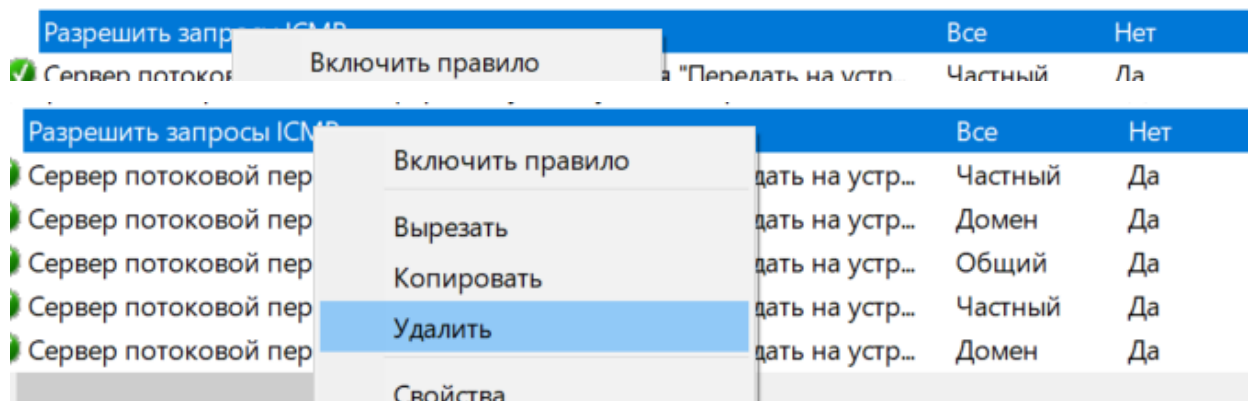 Разрешить запр Все Нет
Включить правило
Сервер потоков "Передать на устр... Частный Да
Разрешить запросы ICMP Все Нет
Включить правило
Сервер потоковой пер дать на устр... Частный Да
Вырезать
Сервер потоковой пер дать на устр... Домен Да
Копировать
Сервер потоковой пер дать на устр... Общий Да
Удалить
Сервер потоковой пер дать на устр... Частный Да
Сервер потоковой пер дать на устр... Домен Да
Свойства